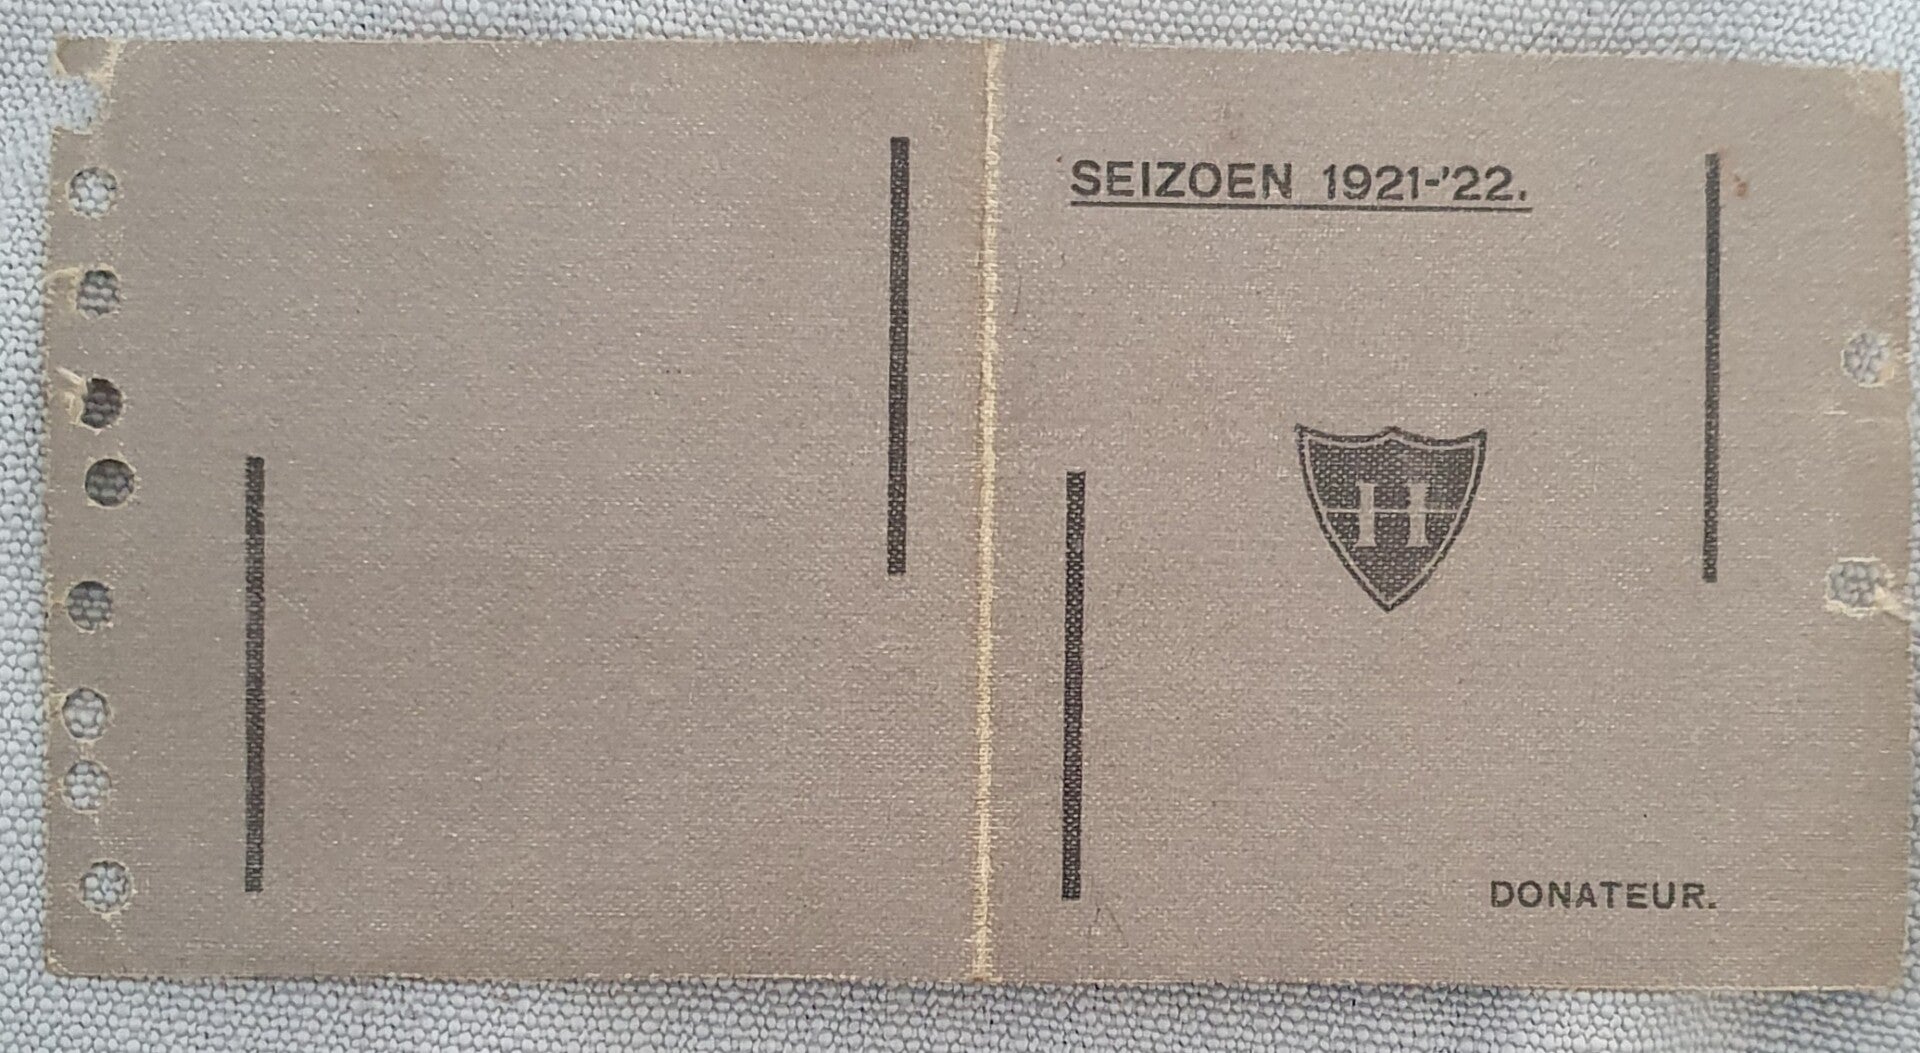 SEIZOEN 1921-'22.
H
DONATEUR.